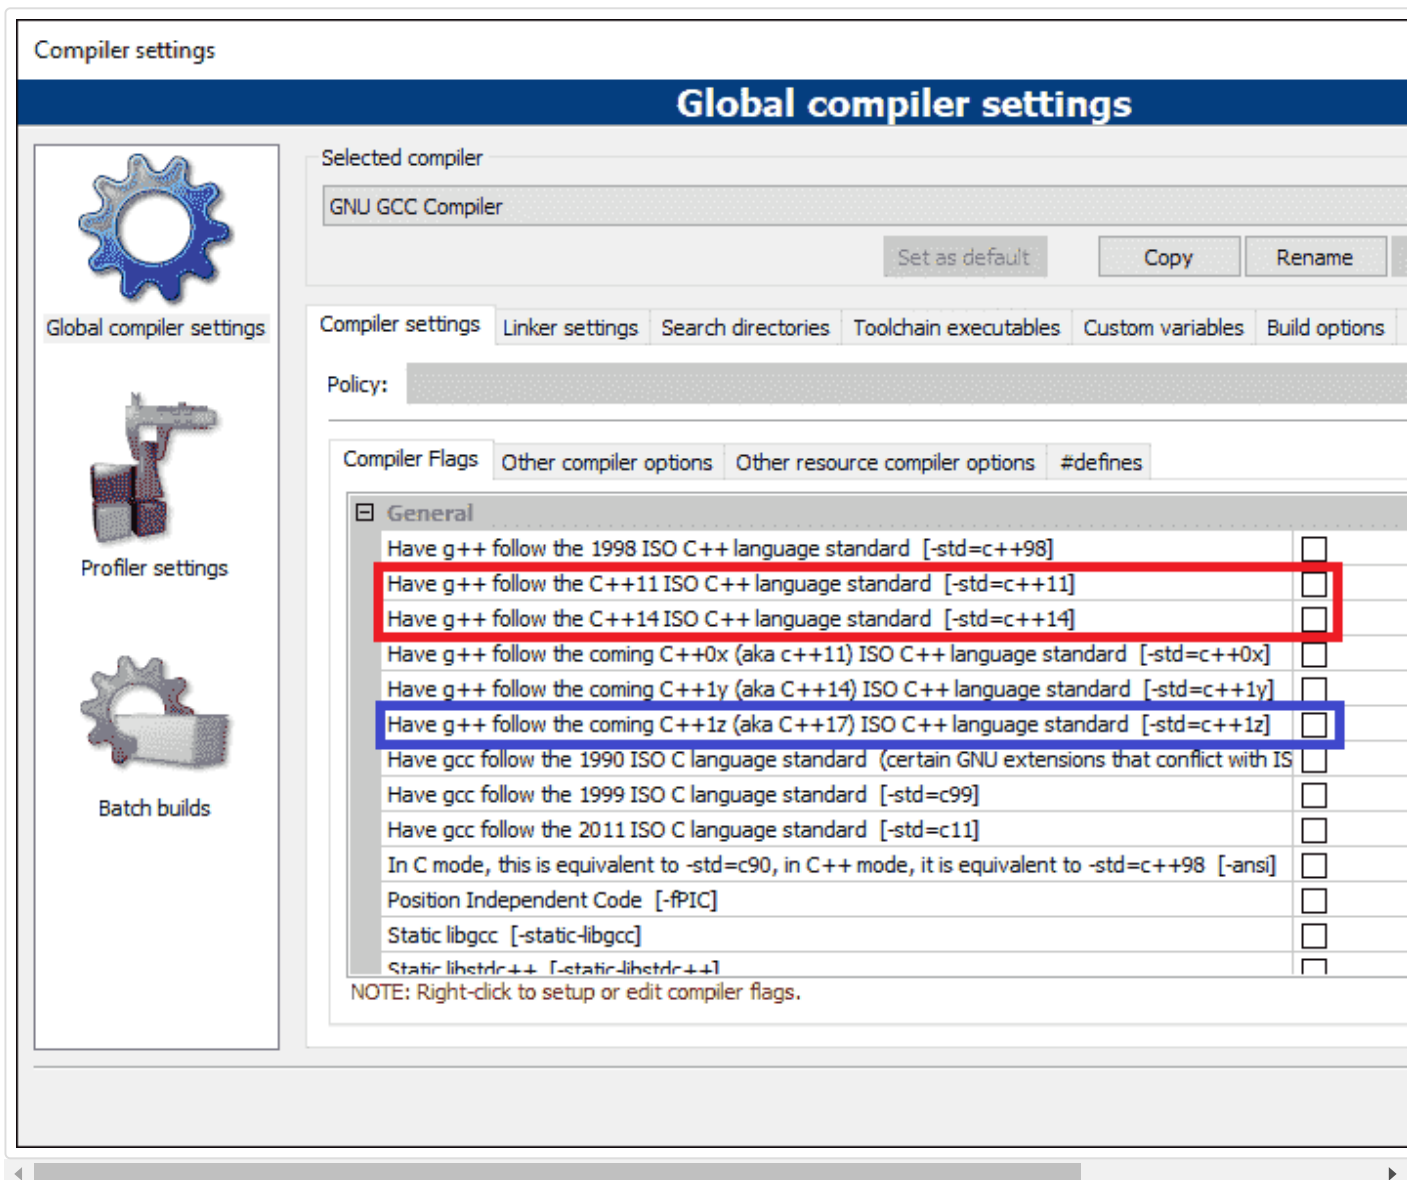 Compiler settings
Global compiler settings
Selected compiler
GNU GCC Compiler
Set as default
Copy
Rename
Global compiler settings
Profiler settings
Batch builds
Compiler settings
Linker settings
Search directories
Toolchain executables
Custom variables
Build options
Policy:
Compiler Flags
Other compiler options
Other resource compiler options
#defines
General
Have g++ follow the 1998 ISO C++ language standard [-std=c++98]
Have g++ follow the C++11 ISO C++ language standard [-std=c++11]
Have g++ follow the C++14 ISO C++ language standard [-std=c++14]
Have g++ follow the coming C++0x (aka c++11) ISO C++ language standard [-std=c++0x]
Have g++ follow the coming C++1y (aka C++14) ISO C++ language standard [-std=c++1y]
Have g++ follow the coming C++1z (aka C++17) ISO C++ language standard [-std=c++1z]
Have gcc follow the 1990 ISO C language standard (certain GNU extensions that conflict with IS
Have gcc follow the 1999 ISO C language standard [-std=c99]
Have gcc follow the 2011 ISO C language standard [-std=c11]
In C mode, this is equivalent to -std=c90, in C++ mode, it is equivalent to -std=c++98 [-ansi]
Position Independent Code [-fPIC]
Static libgcc [-static-libgcc]
Static libstdc++ [-static-libstdc++]
NOTE: Right-click to setup or edit compiler flags.